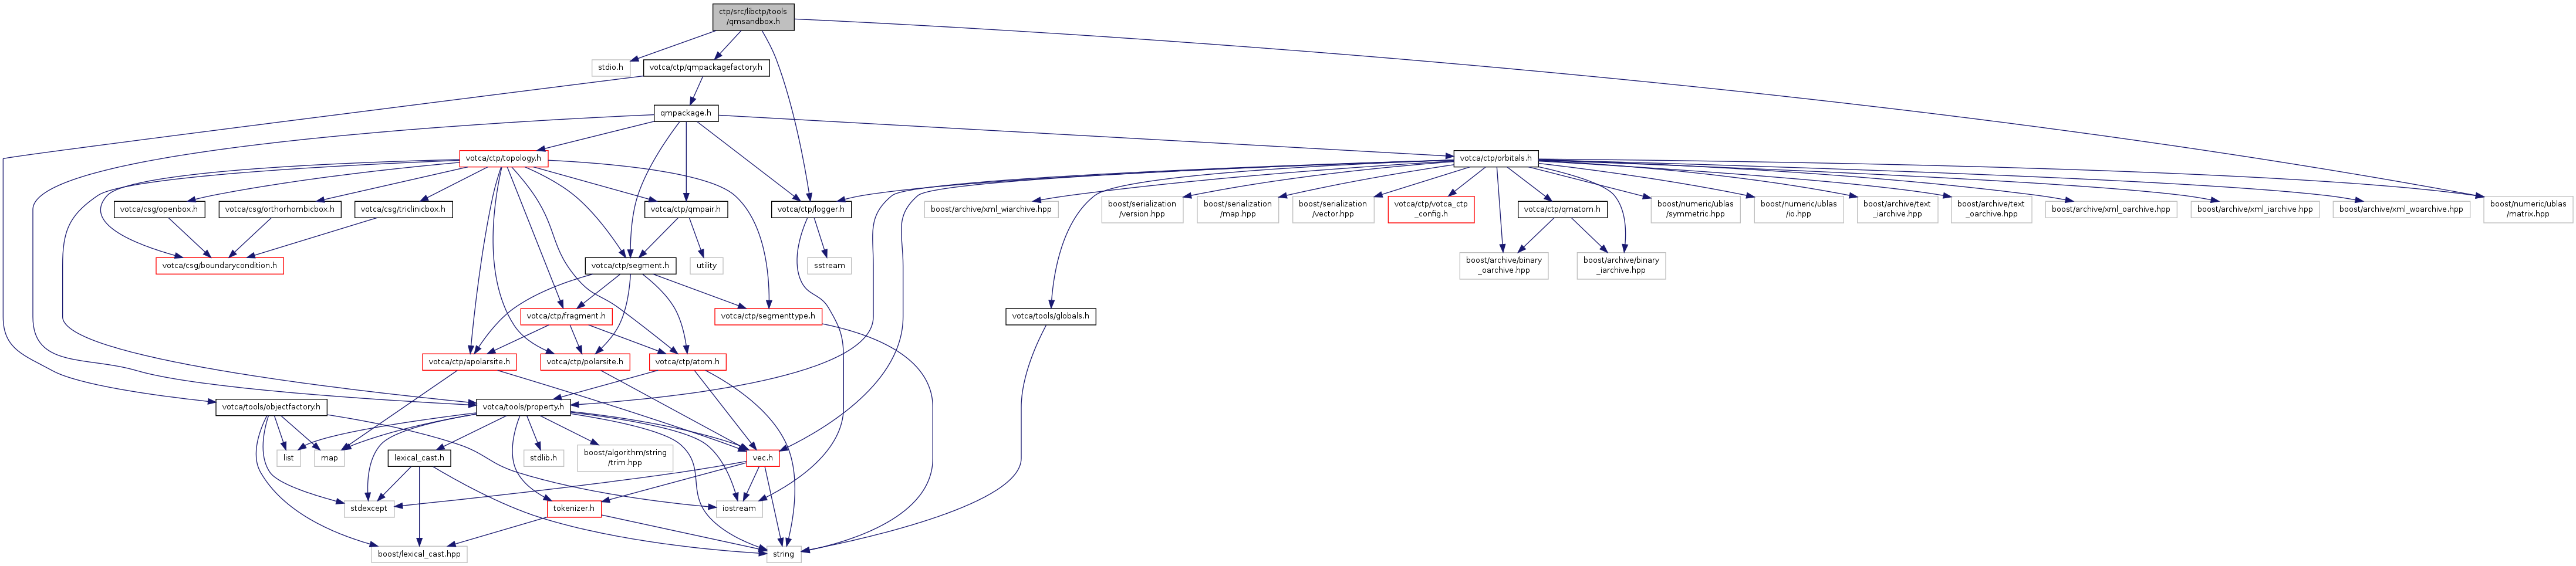 ctp/src/libctp/tools
/qmsandbox.h
stdio.h
votca/ctp/qmpackagefactory.h
qmpackage.h
votca/ctp/topology.h
votca/ctp/orbitals.h
votca/csg/openbox.h
votca/csg/orthorhombicbox.h
votca/csg/triclinicbox.h
votca/ctp/qmpair.h
votca/ctp/logger.h
boost/archive/xml_wiarchive.hpp
boost/serialization
/version.hpp
boost/serialization
/map.hpp
boost/serialization
/vector.hpp
votca/ctp/votca_ctp
_config.h
votca/ctp/qmatom.h
boost/numeric/ublas
/symmetric.hpp
boost/numeric/ublas
/io.hpp
boost/archive/text
_iarchive.hpp
boost/archive/text
_oarchive.hpp
boost/archive/xml_oarchive.hpp
boost/archive/xml_iarchive.hpp
boost/archive/xml_woarchive.hpp
boost/numeric/ublas
/matrix.hpp
votca/csg/boundarycondition.h
votca/ctp/segment.h
utility
sstream
boost/archive/binary
_oarchive.hpp
boost/archive/binary
_iarchive.hpp
votca/ctp/fragment.h
votca/ctp/segmenttype.h
votca/tools/globals.h
votca/ctp/apolarsite.h
votca/ctp/polarsite.h
votca/ctp/atom.h
votca/tools/objectfactory.h
votca/tools/property.h
list
map
lexical_cast.h
stdlib.h
boost/algorithm/string
/trim.hpp
vec.h
stdexcept
tokenizer.h
iostream
boost/lexical_cast.hpp
string